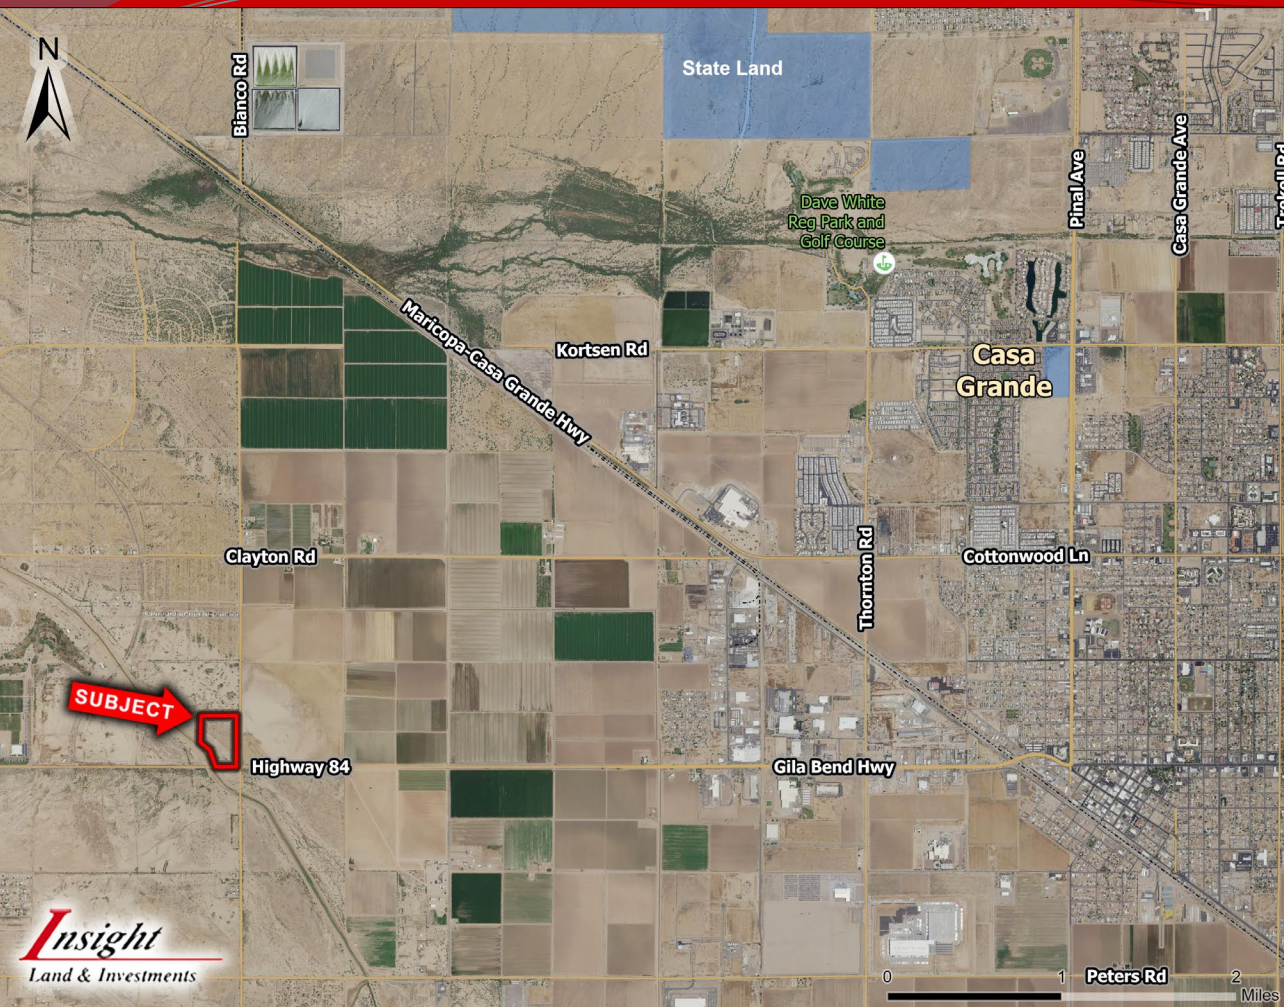 N
Bianco Rd
State Land
Pinal Ave
Casa Grande Ave
Dave White
Reg Park and
Golf Course
Maricopa-Casa Grande Hwy
Kortsen Rd
Casa
Grande
Clayton Rd
Thornton Rd
Cottonwood Ln
SUBJECT
Highway 84
Gila Bend Hwy
Insight
Land & Investments
0 1 2
Peters Rd
Miles